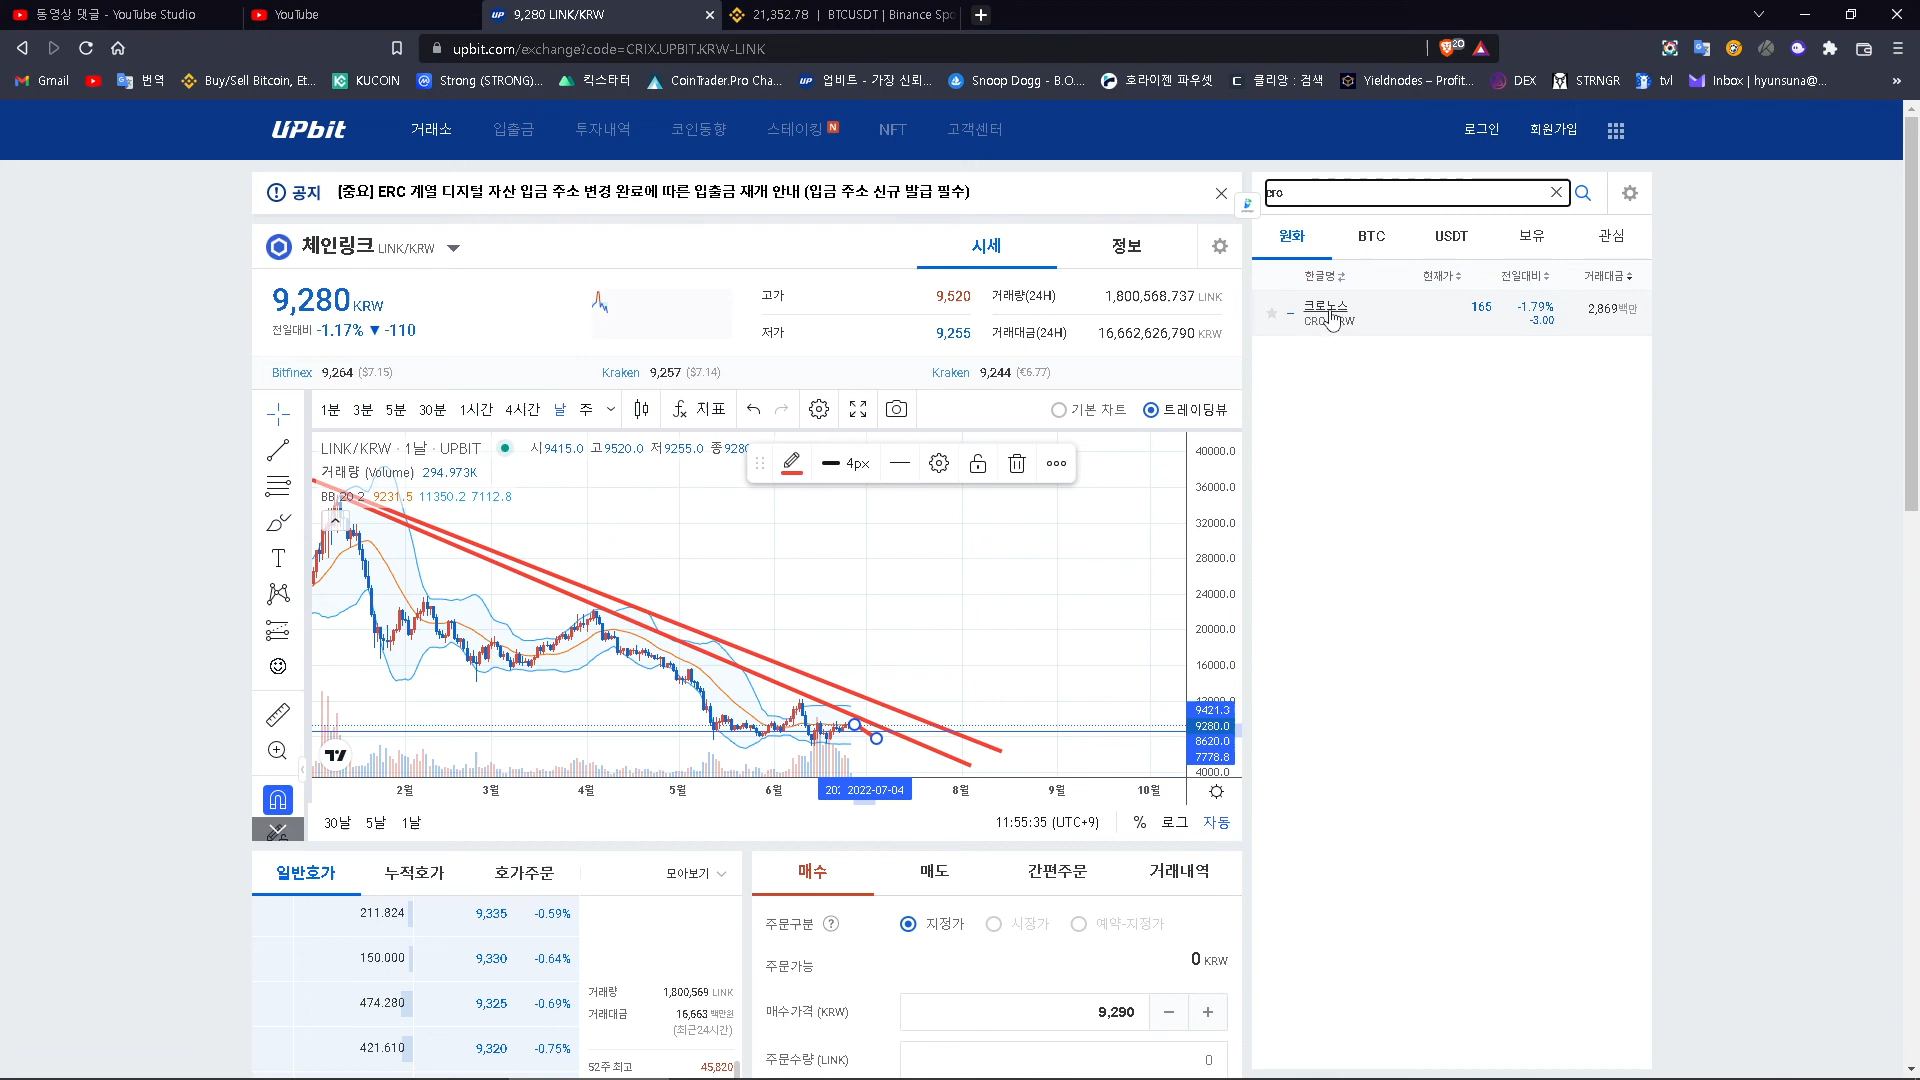 동영상 댓글 - YouTube Studio
YouTube
9,280 LINK/KRW
21,352.78 | BTCUSDT | Binance Spo
upbit.com/exchange?code=CRIX.UPBIT.KRW-LINK
20
Gmail
번역
Buy/Sell Bitcoin, Et...
KUCOIN
Strong (STRONG)...
킥스타터
CoinTrader.Pro Cha...
업비트 - 가장 신뢰...
Snoop Dogg - B.O....
호라이젠 파우셋
클리앙 : 검색
Yieldnodes – Profit...
DEX
STRNGR
tvl
Inbox | hyunsuna@...
UPbit
거래소
입출금
투자내역
코인동향
스테이킹 N
NFT
고객센터
로그인
회원가입
공지 [중요] ERC 계열 디지털 자산 입금 주소 변경 완료에 따른 입출금 재개 안내 (입금 주소 신규 발급 필수)
cro
체인링크 LINK/KRW
시세
정보
원화
BTC
USDT
보유
관심
한글명
현재가
전일대비
거래대금
크로노스
165
-1.79%
2,869백만
-3.00
9,280 KRW
전일대비 -1.17% ▼ -110
고가 9,520
거래량(24H) 1,800,568.737 LINK
저가 9,255
거래대금(24H) 16,662,626,790 KRW
Bitfinex 9,264 ($7.15)
Kraken 9,257 ($7.14)
Kraken 9,244 (€6.77)
1분 3분 5분 30분 1시간 4시간 날 주
지표
기본 차트
트레이딩뷰
LINK/KRW · 1날 · UPBIT
시9415.0 고9520.0 저9255.0 종9280
4px
거래량 (Volume) 294.973K
BB 20 2 9231.5 11350.2 7112.8
40000.0
36000.0
32000.0
28000.0
24000.0
20000.0
16000.0
12000.0
9421.3
9280.0
8620.0
7778.8
4000.0
2월 3월 4월 5월 6월
2022-07-04
8월 9월 10월
30날 5날 1날
11:55:35 (UTC+9)
% 로그 자동
일반호가
누적호가
호가주문
모아보기
매수
매도
간편주문
거래내역
211.824 9,335 -0.59%
150.000 9,330 -0.64%
474.280 9,325 -0.69%
421.610 9,320 -0.75%
거래량 1,800,569 LINK
거래대금 16,663 백만원
(최근24시간)
52주 최고 45,820
주문구분 ?
지정가
시장가
예약-지정가
주문가능 0 KRW
매수가격 (KRW) 9,290 − +
주문수량 (LINK) 0